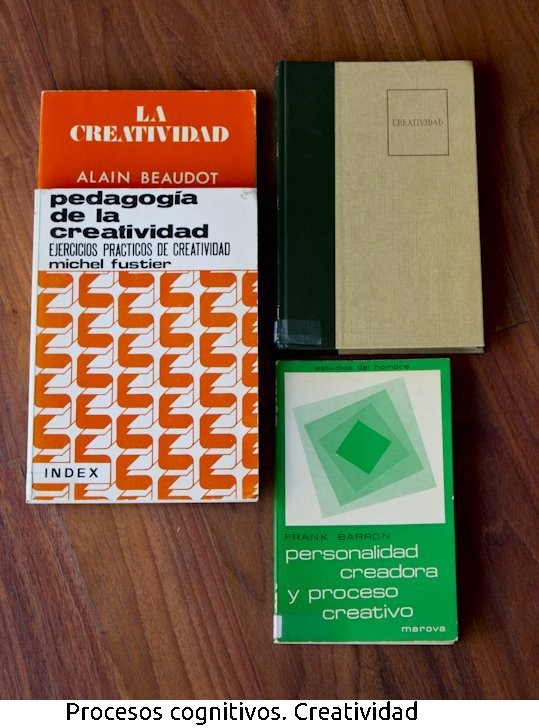 LA
CREATIVIDAD
ALAIN BEAUDOT
pedagogía
de la
creatividad
EJERCICIOS PRACTICOS DE CREATIVIDAD
michel fustier
INDEX
CREATIVIDAD
estudios del hombre
FRANK BARRON
personalidad
creadora
y proceso
creativo
marova
Procesos cognitivos. Creatividad